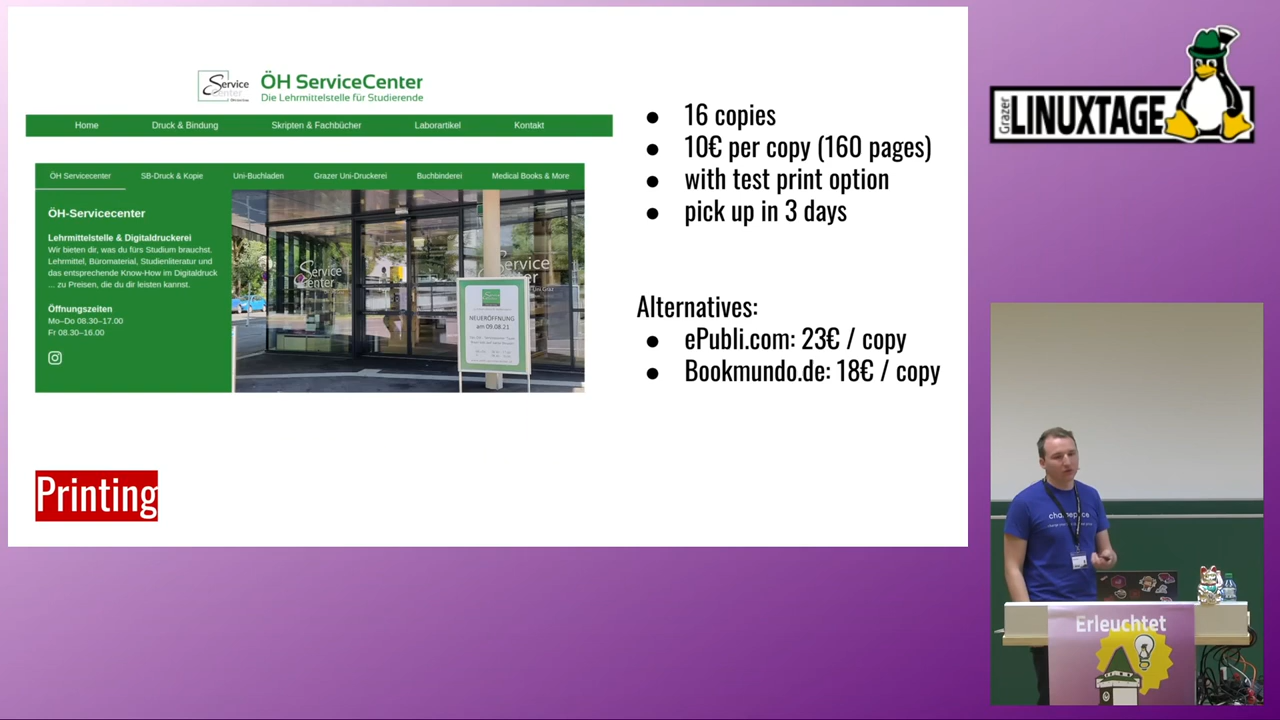 Service
Center
ÖH ServiceCenter
Die Lehrmittelstelle für Studierende
Home
Druck & Bindung
Skripten & Fachbücher
Laborartikel
Kontakt
ÖH Servicecenter
SB-Druck & Kopie
Uni-Buchladen
Grazer Uni-Druckerei
Buchbinderei
Medical Books & More
ÖH-Servicecenter
Lehrmittelstelle & Digitaldruckerei
Wir bieten dir, was du fürs Studium brauchst.
Lehrmittel, Büromaterial, Studienliteratur und
das entsprechende Know-How im Digitaldruck
... zu Preisen, die du dir leisten kannst.
Öffnungszeiten
Mo–Do 08.30–17.00
Fr 08.30–16.00
Service
Center
Service
Center
NEUERÖFFNUNG
am 09.08.21
● 16 copies
● 10€ per copy (160 pages)
● with test print option
● pick up in 3 days
Alternatives:
● ePubli.com: 23€ / copy
● Bookmundo.de: 18€ / copy
Printing
Grazer
LINUXTAGE
Erleuchtet